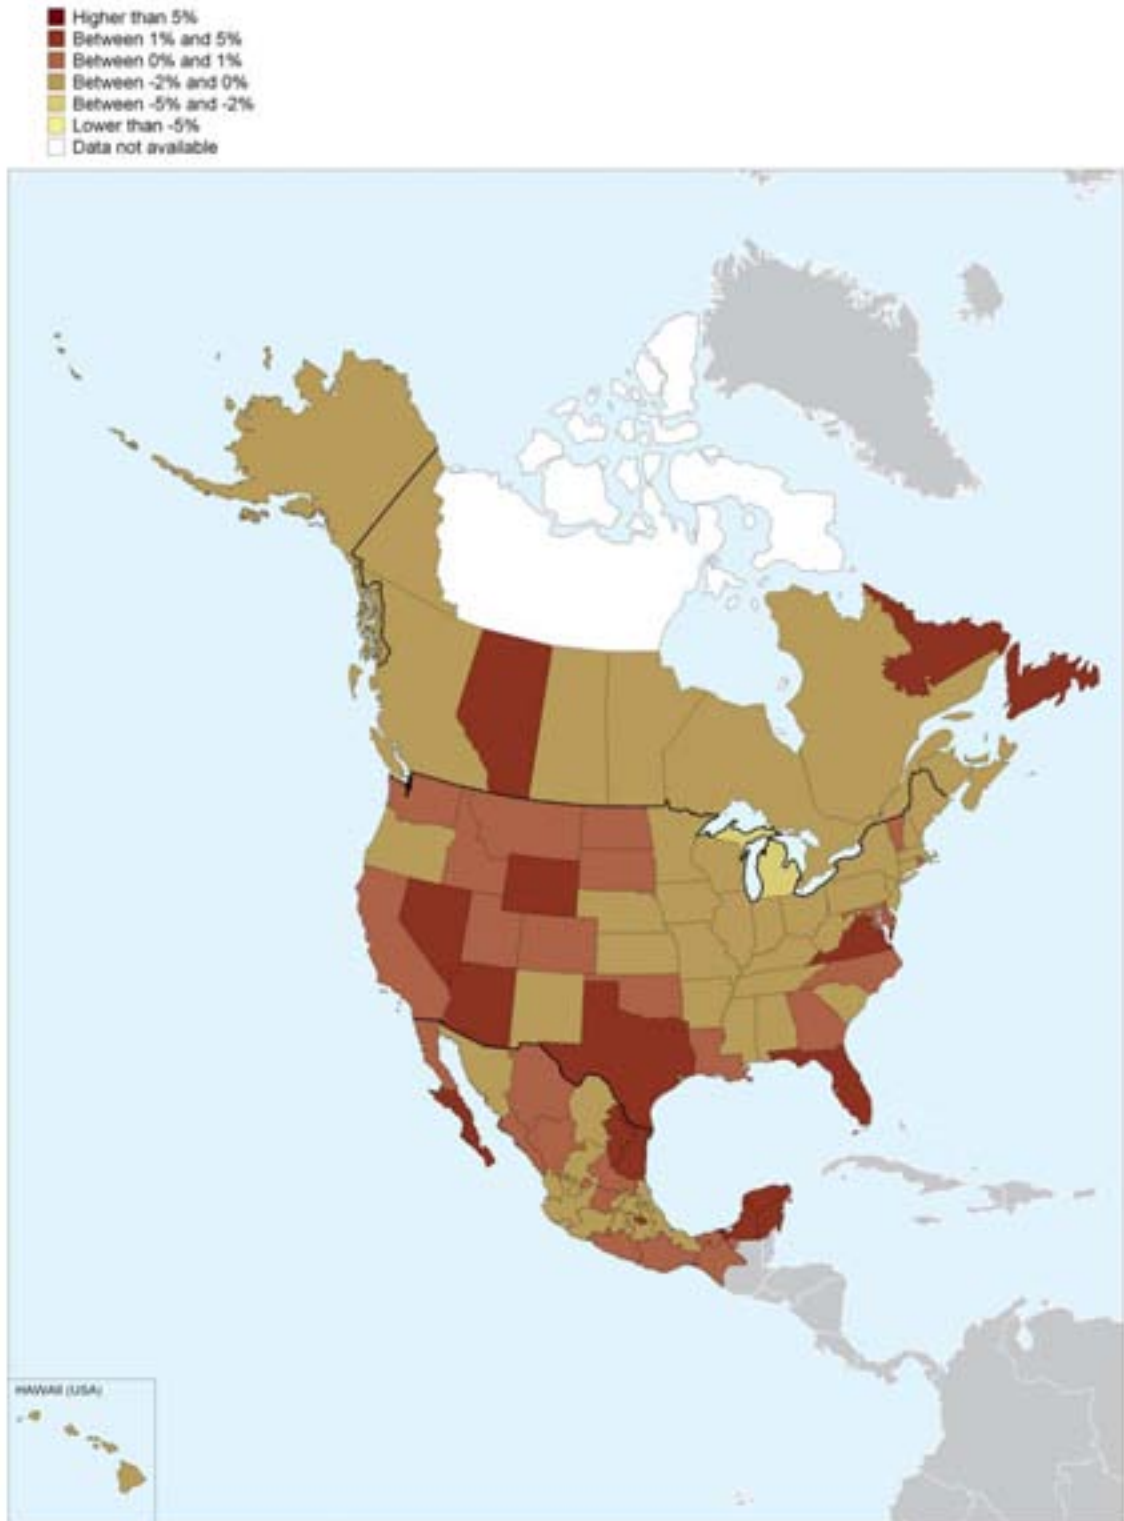 Higher than 5%
Between 1% and 5%
Between 0% and 1%
Between -2% and 0%
Between -5% and -2%
Lower than -5%
Data not available
HAWAII (USA)